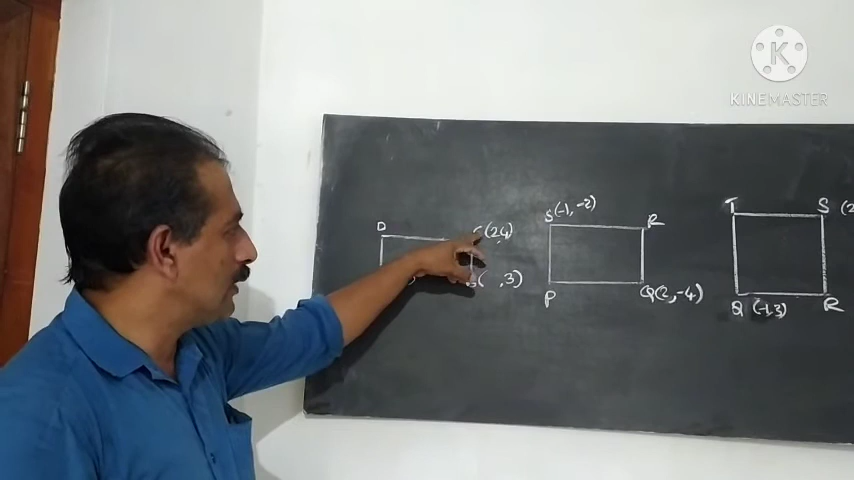 K
KINEMASTER
D
C(2,4)
( ,3)
S(-1,-2)
R
P
Q(2,-4)
T
S(2
Q(-1,3)
R